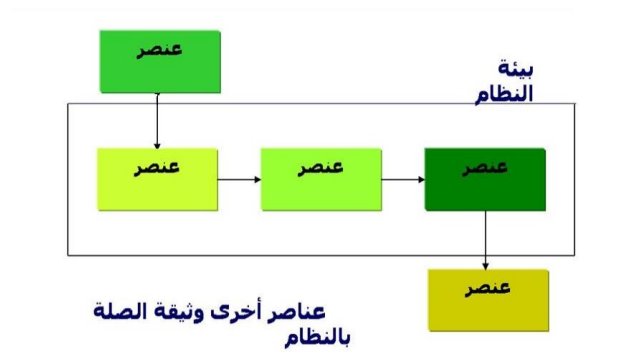 عنصر
بيئة
النظام
عنصر
عنصر
عنصر
عنصر
عناصر أخرى وثيقة الصلة
بالنظام